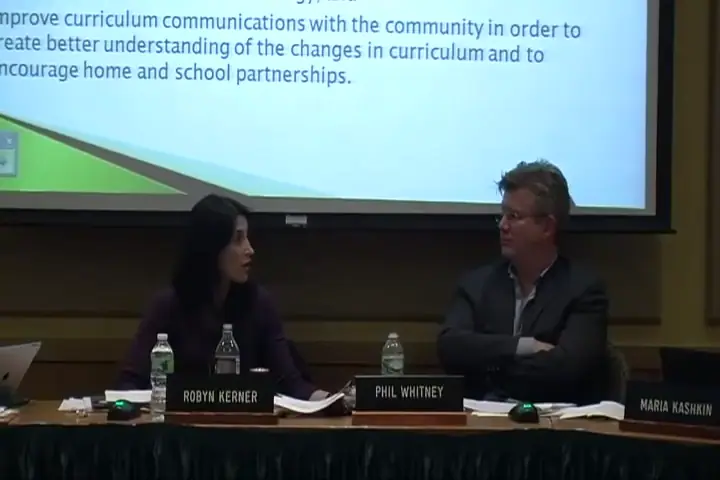 mprove curriculum communications with the community in order to
reate better understanding of the changes in curriculum and to
ncourage home and school partnerships.
ROBYN KERNER
PHIL WHITNEY
MARIA KASHKIN